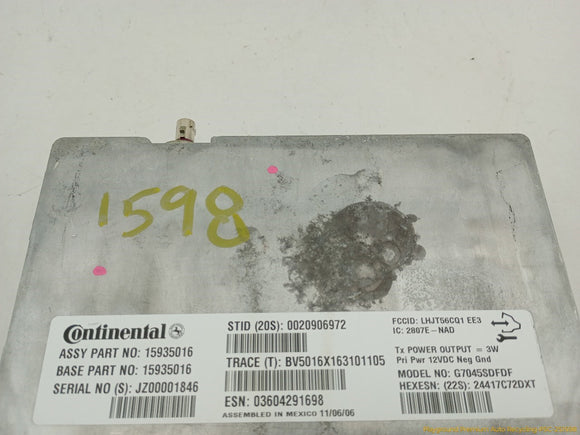 1598
Continental
ASSY PART NO: 15935016
BASE PART NO: 15935016
SERIAL NO (S): JZ00001846
STID (20S): 0020906972
TRACE (T): BV5016X163101105
ESN: 03604291698
ASSEMBLED IN MEXICO 11/06/06
FCCID: LHJT56CQ1 EE3
IC: 2807E-NAD
Tx POWER OUTPUT = 3W
Pri Pwr 12VDC Neg Gnd
MODEL NO: G7045SDFDF
HEXESN: (22S): 24417C72DXT